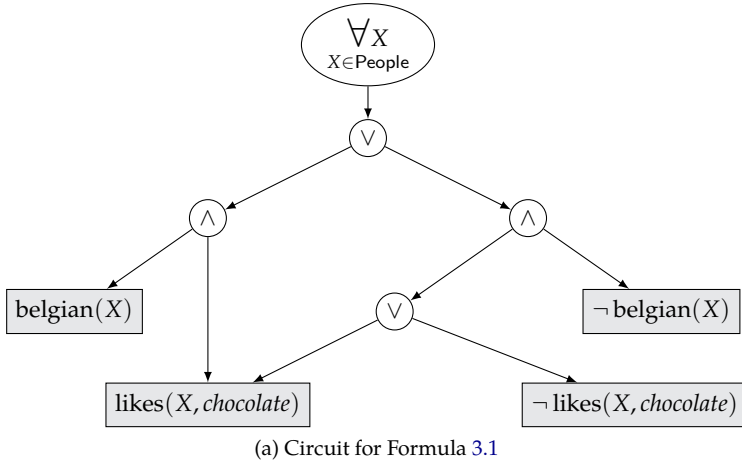 ∀X
X∈People
∨
∧
∧
belgian(X)
¬ belgian(X)
∨
likes(X, chocolate)
¬ likes(X, chocolate)
(a) Circuit for Formula 3.1